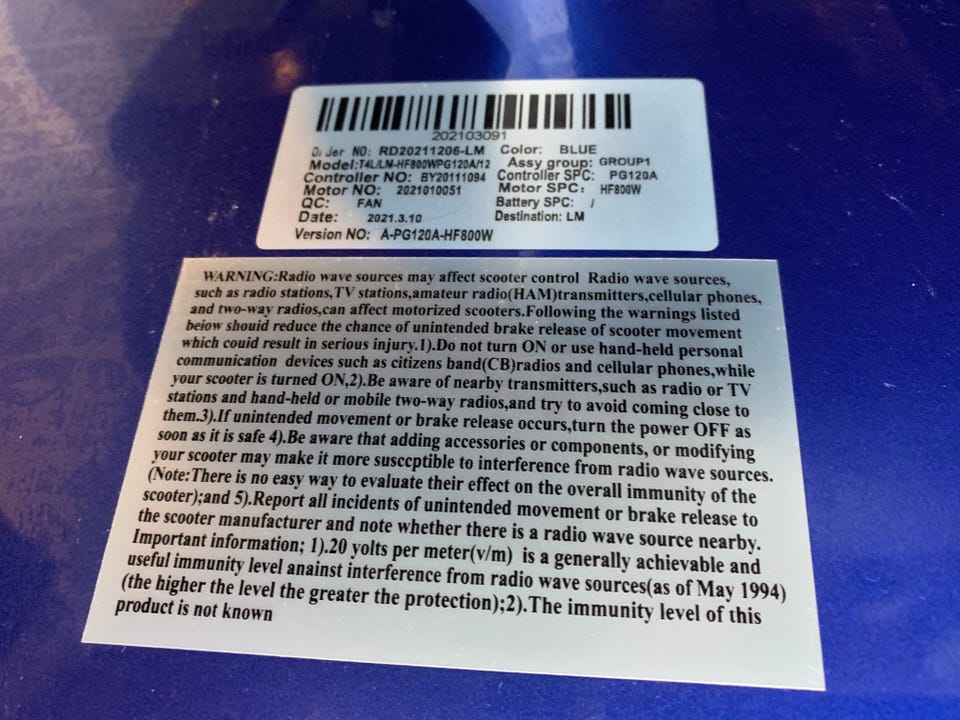 202103091
Order NO: RD20211206-LM Color: BLUE
Model:T4L/LM-HF800WPG120A/12 Assy group: GROUP1
Controller NO: BY20111094 Controller SPC: PG120A
Motor NO: 2021010051 Motor SPC: HF800W
QC: FAN Battery SPC: /
Date: 2021.3.10 Destination: LM
Version NO: A-PG120A-HF800W
WARNING:Radio wave sources may affect scooter control Radio wave sources,
such as radio stations,TV stations,amateur radio(HAM)transmitters,cellular phones,
and two-way radios,can affect motorized scooters.Following the warnings listed
beiow shouid reduce the chance of unintended brake release of scooter movement
which couid result in serious injury.1).Do not turn ON or use hand-held personal
communication devices such as citizens band(CB)radios and cellular phones,while
your scooter is turned ON,2).Be aware of nearby transmitters,such as radio or TV
stations and hand-held or mobile two-way radios,and try to avoid coming close to
them.3).If unintended movement or brake release occurs,turn the power OFF as
soon as it is safe 4).Be aware that adding accessories or components, or modifying
your scooter may make it more susccptible to interference from radio wave sources.
(Note:There is no easy way to evaluate their effect on the overall immunity of the
scooter);and 5).Report all incidents of unintended movement or brake release to
the scooter manufacturer and note whether there is a radio wave source nearby.
Important information; 1).20 volts per meter(v/m) is a generally achievable and
useful immunity level anainst interference from radio wave sources(as of May 1994)
(the higher the level the greater the protection);2).The immunity level of this
product is not known